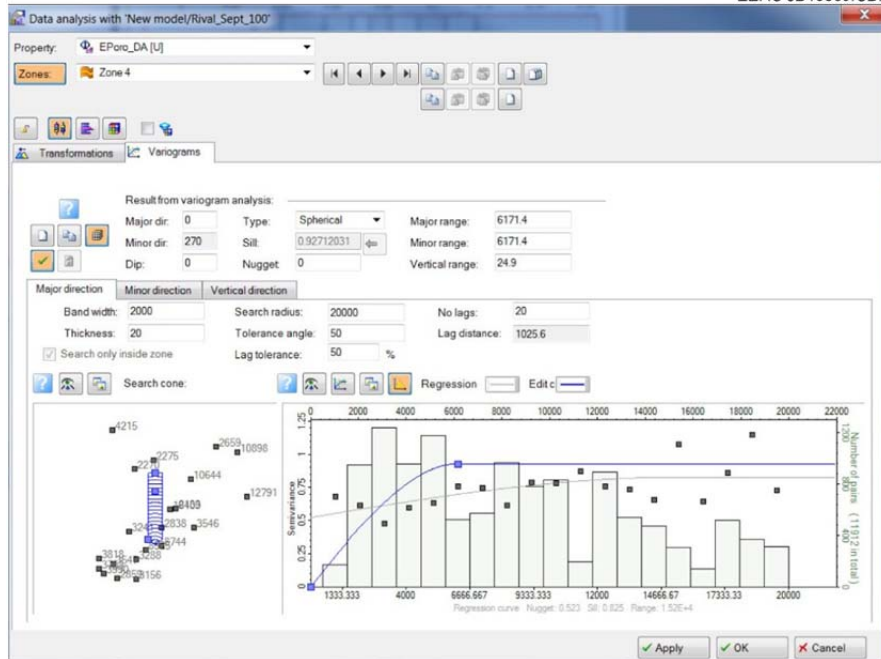 Data analysis with 'New model/Rival_Sept_100'
Property: EPoro_DA [U]
Zones: Zone 4
Transformations Variograms
Result from variogram analysis:
Major dir: 0 Type: Spherical Major range: 6171.4
Minor dir: 270 Sill: 0.92712031 Minor range: 6171.4
Dip: 0 Nugget 0 Vertical range: 24.9
Major direction Minor direction Vertical direction
Band width: 2000 Search radius: 20000 No lags: 20
Thickness: 20 Tolerance angle: 50 Lag distance: 1025.6
Search only inside zone Lag tolerance: 50 %
Search cone: Regression Edit c
4215
2659
10898
2275
2270
10644
12791
2838 3546
3288
3818
3156
0 2000 4000 6000 8000 10000 12000 14000 16000 18000 20000 22000
Semivariance
0 0.25 0.5 0.75 1 1.25
Number of pairs (11912 in total)
0 400 800 1200
1333.333 4000 6666.667 9333.333 12000 14666.67 17333.33 20000
Regression curve Nugget: 0.523 Sill: 0.825 Range: 1.52E+4
Apply OK Cancel